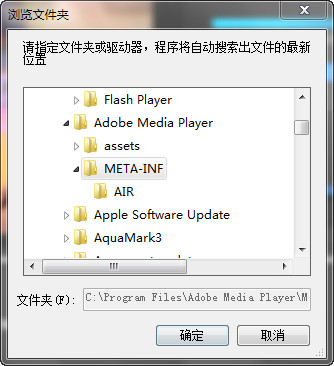 浏览文件夹
请指定文件夹或驱动器，程序将自动搜索出文件的最新
位置
Flash Player
Adobe Media Player
assets
META-INF
AIR
Apple Software Update
AquaMark3
文件夹(F): C:\Program Files\Adobe Media Player\M
确定 取消